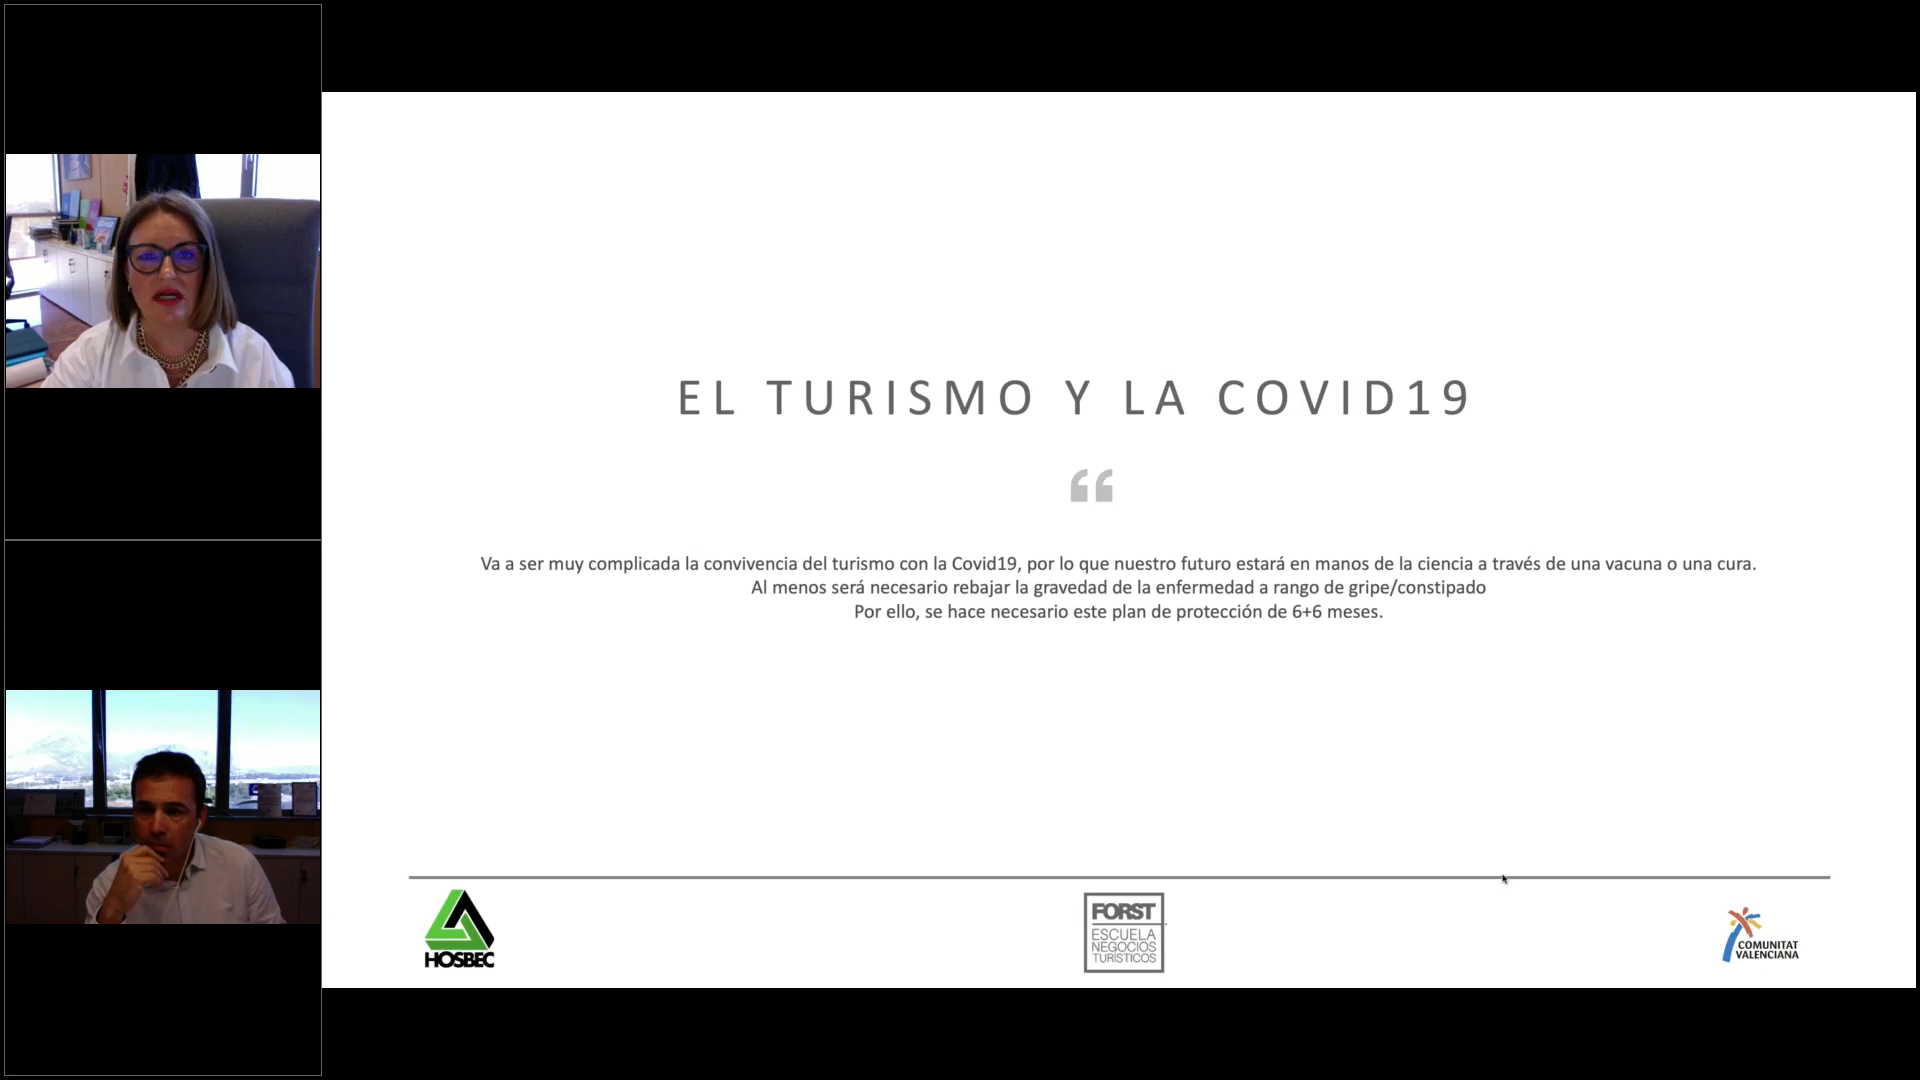 EL TURISMO Y LA COVID19
“
Va a ser muy complicada la convivencia del turismo con la Covid19, por lo que nuestro futuro estará en manos de la ciencia a través de una vacuna o una cura.
Al menos será necesario rebajar la gravedad de la enfermedad a rango de gripe/constipado
Por ello, se hace necesario este plan de protección de 6+6 meses.
HOSBEC
FORST
ESCUELA
NEGOCIOS
TURÍSTICOS
COMUNITAT
VALENCIANA